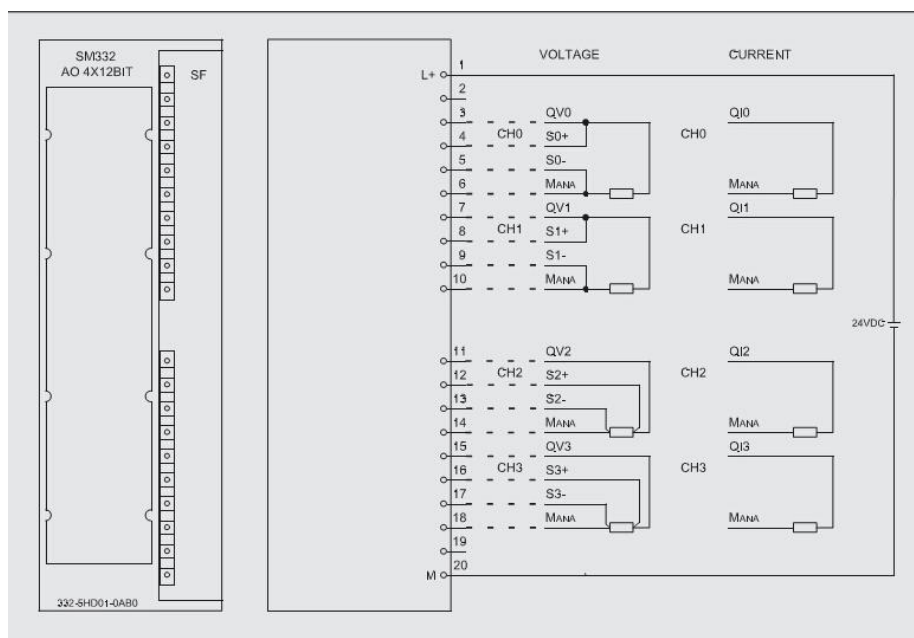 SM332
AO 4X12BIT
SF
332-5HD01-0AB0
VOLTAGE
CURRENT
L+
1
2
3
QV0
QI0
4
CH0
S0+
CH0
5
S0-
6
MANA
MANA
7
QV1
QI1
8
CH1
S1+
CH1
9
S1-
10
MANA
MANA
24VDC
11
QV2
QI2
12
CH2
S2+
CH2
13
S2-
14
MANA
MANA
15
QV3
QI3
16
CH3
S3+
CH3
17
S3-
18
MANA
MANA
19
20
M